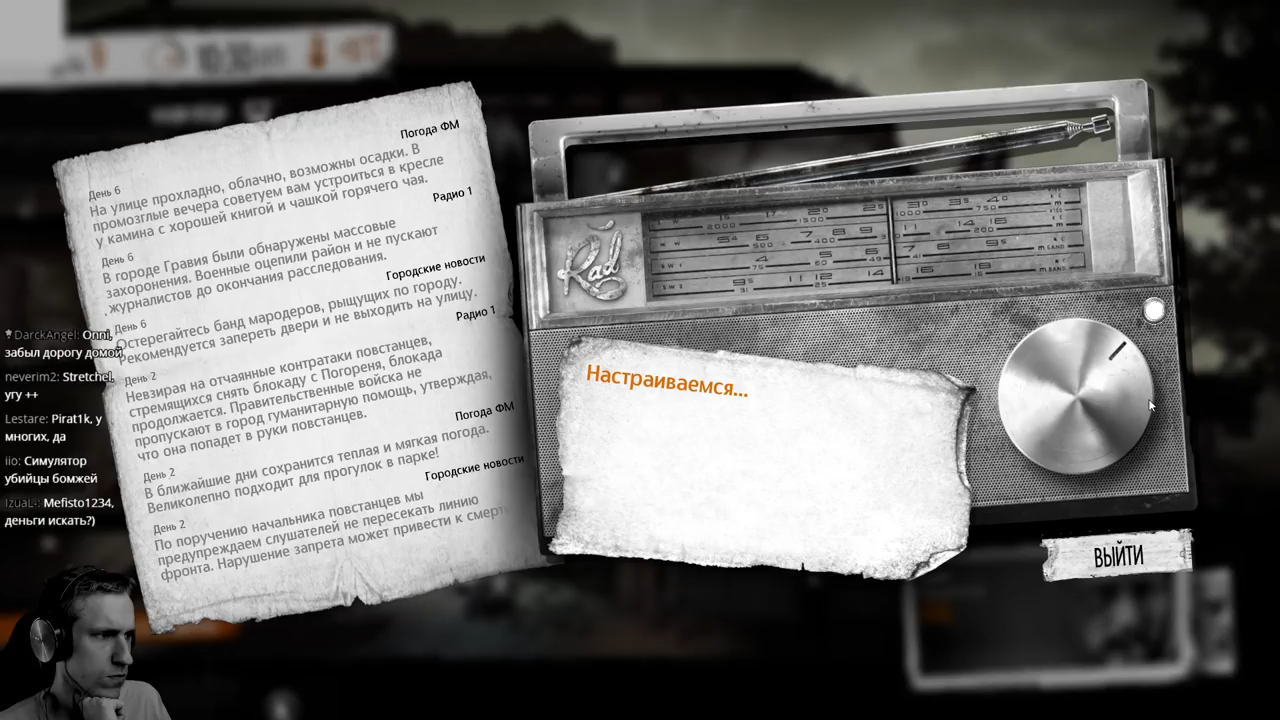 10:30
Погода ФМ
День 6
На улице прохладно, облачно, возможны осадки. В
промозглые вечера советуем вам устроиться в кресле
у камина с хорошей книгой и чашкой горячего чая.
Радио 1
День 6
В городе Гравия были обнаружены массовые
захоронения. Военные оцепили район и не пускают
журналистов до окончания расследования.
Городские новости
День 6
Остерегайтесь банд мародеров, рыщущих по городу.
Рекомендуется запереть двери и не выходить на улицу.
Радио 1
День 2
Невзирая на отчаянные контратаки повстанцев,
стремящихся снять блокаду с Погореня, блокада
продолжается. Правительственные войска не
пропускают в город гуманитарную помощь, утверждая,
что она попадет в руки повстанцев.
Погода ФМ
День 2
В ближайшие дни сохранится теплая и мягкая погода.
Великолепно подходит для прогулок в парке!
Городские новости
День 2
По поручению начальника повстанцев мы
предупреждаем слушателей не пересекать линию
фронта. Нарушение запрета может привести к смерт
DarckAngel: Onni,
забыл дорогу домой
neverim2: Stretchel,
угу ++
Lestare: Pirat1k, у
многих, да
iio: Симулятор
убийцы бомжей
Mefisto1234,
деньги искать?)
Rad
Настраиваемся...
ВЫЙТИ